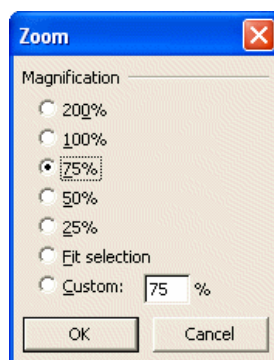 Zoom
Magnification
200%
100%
75%
50%
25%
Fit selection
Custom: 75 %
OK Cancel